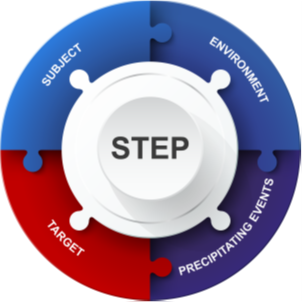 SUBJECT
ENVIRONMENT
STEP
TARGET
PRECIPITATING EVENTS